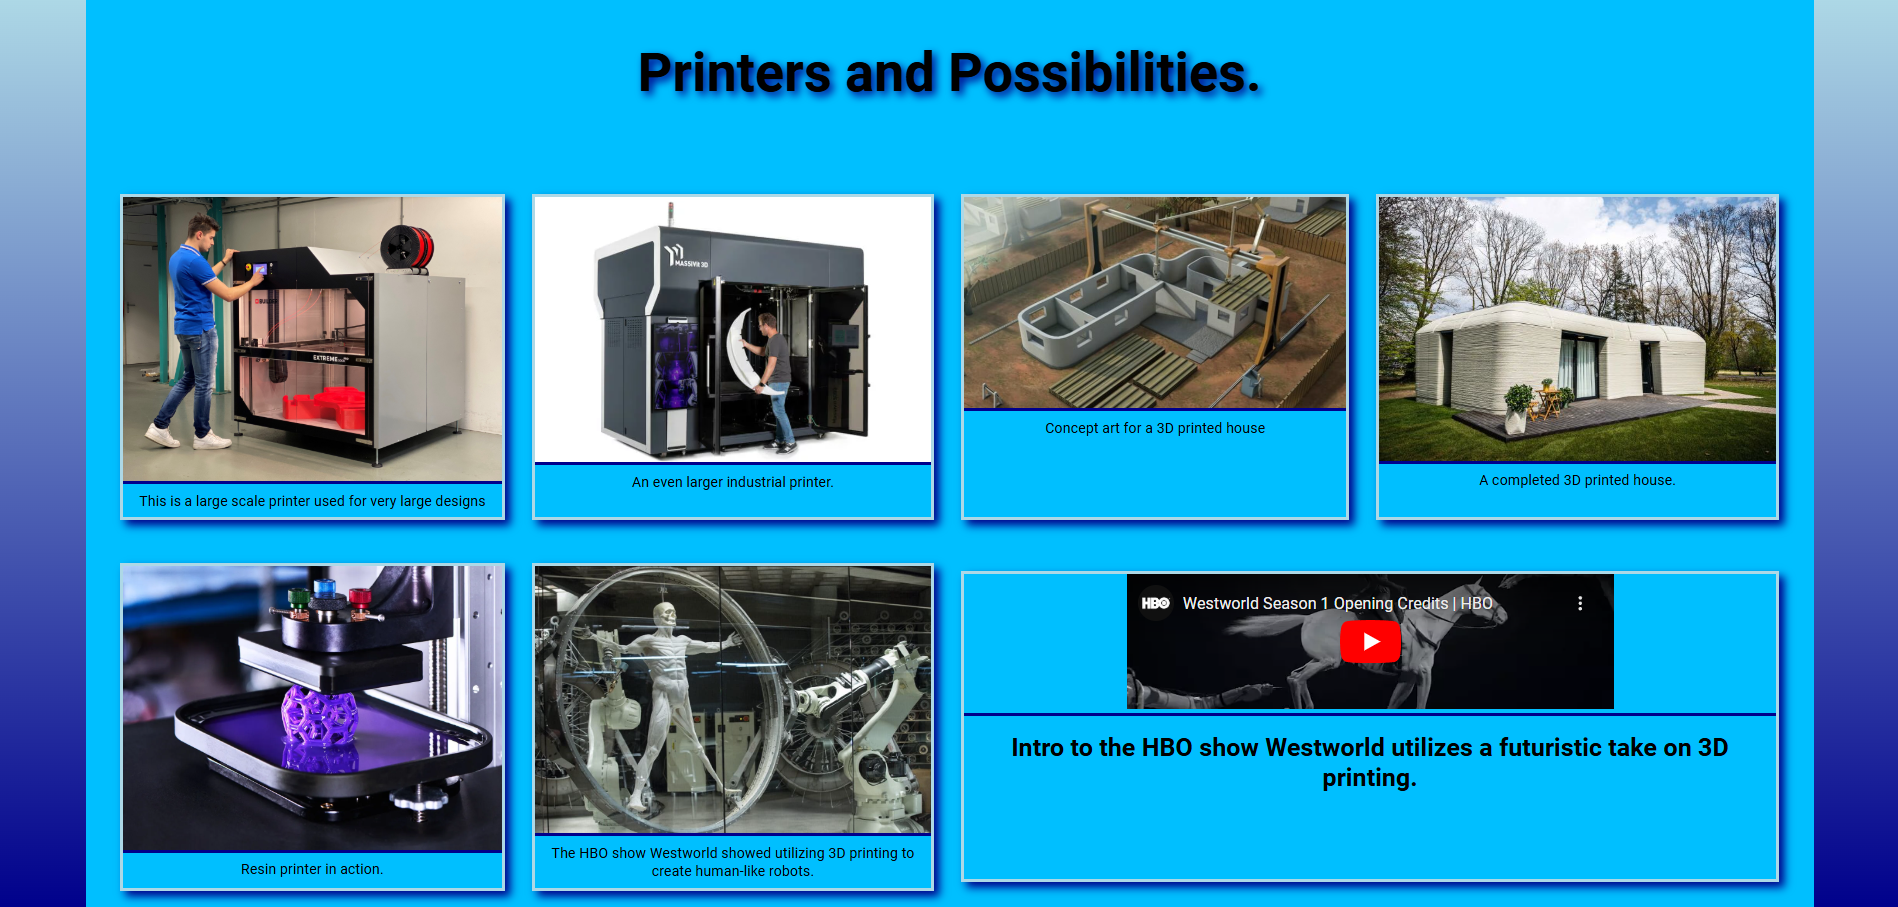 Printers and Possibilities.
MASSIVit 3D
BUILDER
EXTREME
This is a large scale printer used for very large designs
An even larger industrial printer.
Concept art for a 3D printed house
A completed 3D printed house.
HBO Westworld Season 1 Opening Credits | HBO
Intro to the HBO show Westworld utilizes a futuristic take on 3D
printing.
Resin printer in action.
The HBO show Westworld showed utilizing 3D printing to
create human-like robots.